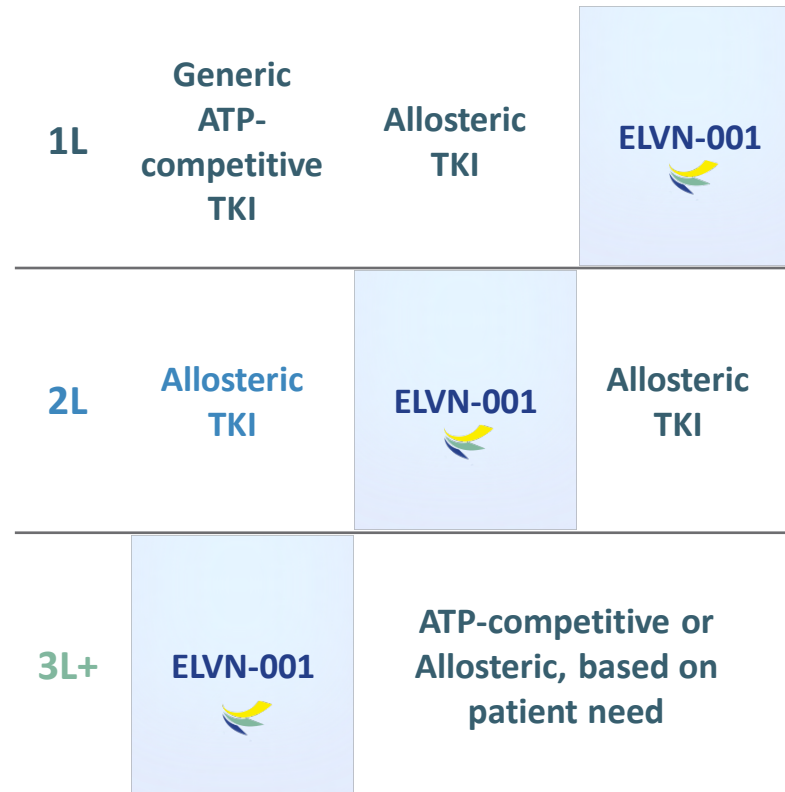 1L
Generic
ATP-
competitive
TKI
Allosteric
TKI
ELVN-001
2L
Allosteric
TKI
ELVN-001
Allosteric
TKI
3L+
ELVN-001
ATP-competitive or
Allosteric, based on
patient need